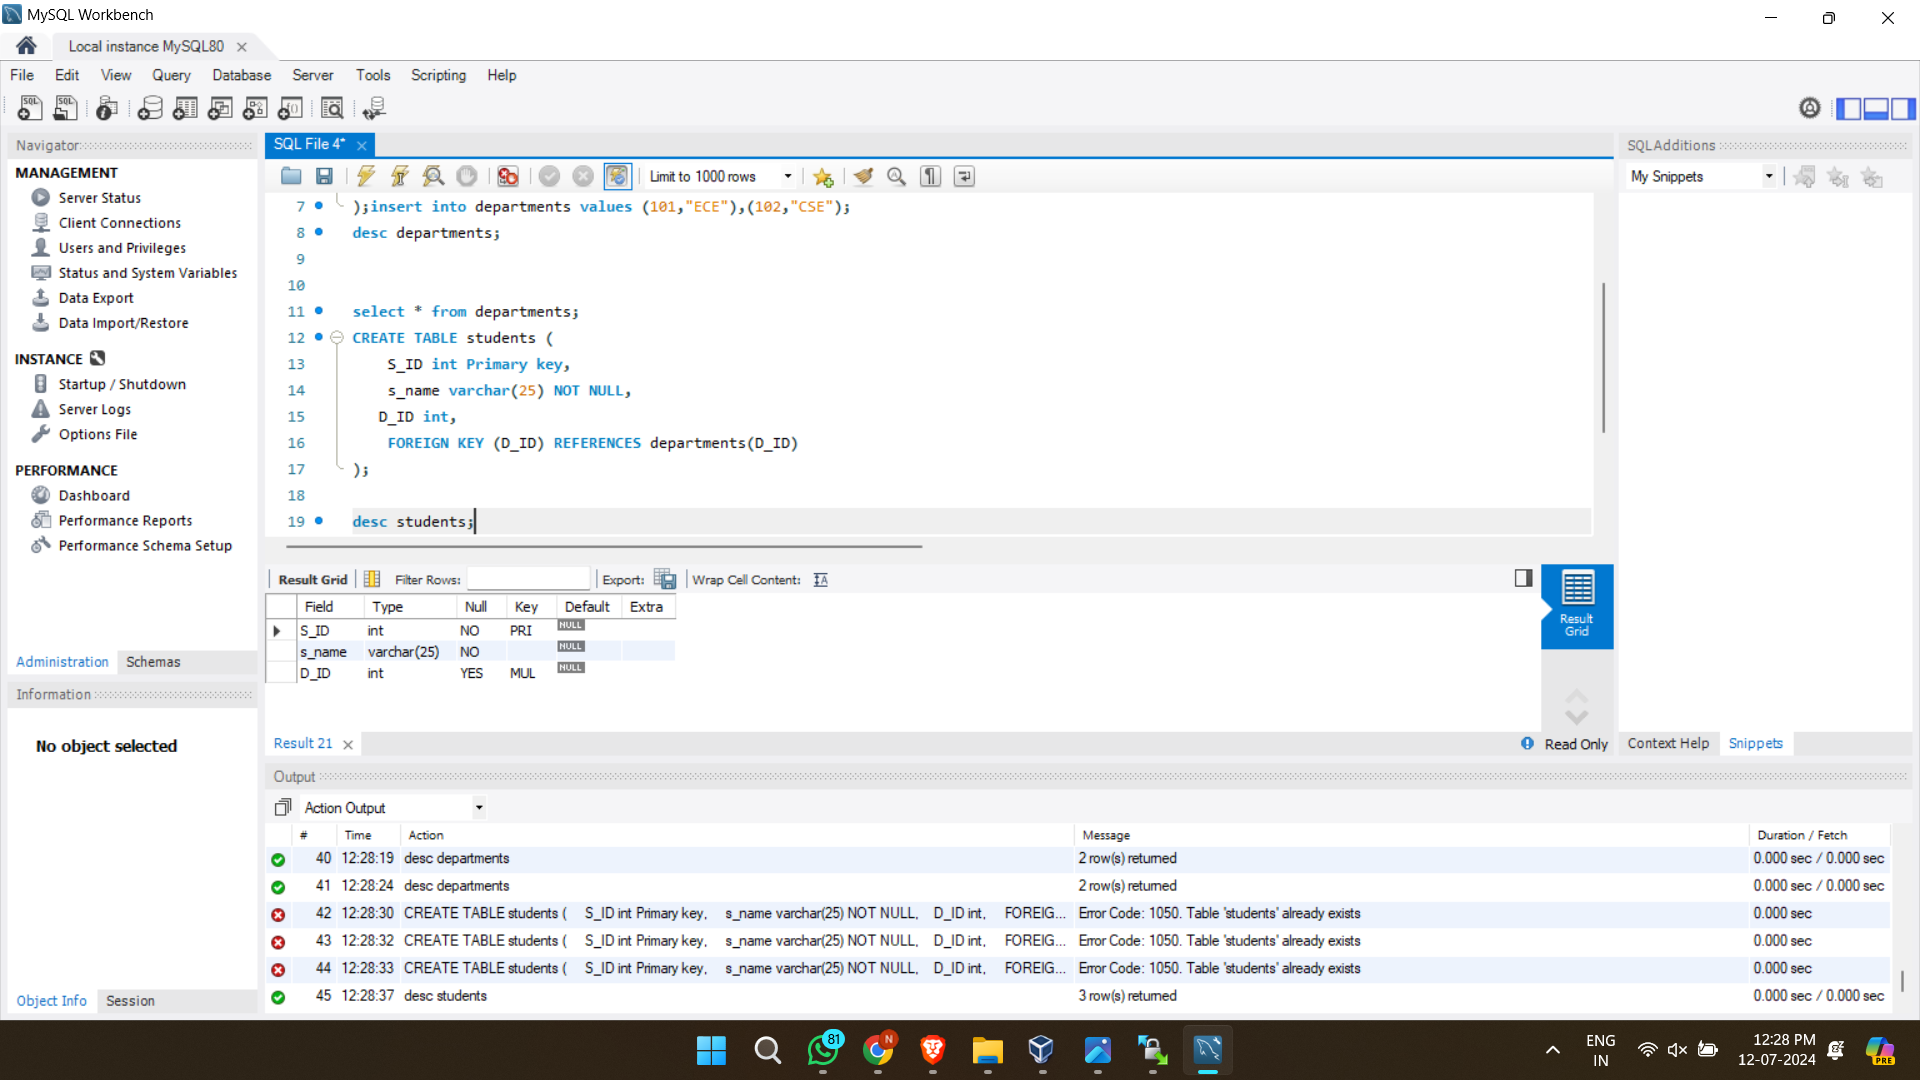 MySQL Workbench
Local instance MySQL80
File Edit View Query Database Server Tools Scripting Help
Navigator
MANAGEMENT
Server Status
Client Connections
Users and Privileges
Status and System Variables
Data Export
Data Import/Restore
INSTANCE
Startup / Shutdown
Server Logs
Options File
PERFORMANCE
Dashboard
Performance Reports
Performance Schema Setup
Administration Schemas
Information
No object selected
Object Info Session
SQL File 4*
Limit to 1000 rows
7 );insert into departments values (101,"ECE"),(102,"CSE");
8 desc departments;
9
10
11 select * from departments;
12 CREATE TABLE students (
13 S_ID int Primary key,
14 s_name varchar(25) NOT NULL,
15 D_ID int,
16 FOREIGN KEY (D_ID) REFERENCES departments(D_ID)
17 );
18
19 desc students;
Result Grid Filter Rows: Export: Wrap Cell Content:
Field Type Null Key Default Extra
S_ID int NO PRI NULL
s_name varchar(25) NO NULL
D_ID int YES MUL NULL
Result Grid
Result 21
Read Only
SQLAdditions
My Snippets
Context Help Snippets
Output
Action Output
# Time Action Message Duration / Fetch
40 12:28:19 desc departments 2 row(s) returned 0.000 sec / 0.000 sec
41 12:28:24 desc departments 2 row(s) returned 0.000 sec / 0.000 sec
42 12:28:30 CREATE TABLE students ( S_ID int Primary key, s_name varchar(25) NOT NULL, D_ID int, FOREIG... Error Code: 1050. Table 'students' already exists 0.000 sec
43 12:28:32 CREATE TABLE students ( S_ID int Primary key, s_name varchar(25) NOT NULL, D_ID int, FOREIG... Error Code: 1050. Table 'students' already exists 0.000 sec
44 12:28:33 CREATE TABLE students ( S_ID int Primary key, s_name varchar(25) NOT NULL, D_ID int, FOREIG... Error Code: 1050. Table 'students' already exists 0.000 sec
45 12:28:37 desc students 3 row(s) returned 0.000 sec / 0.000 sec
81
N
ENG
IN
12:28 PM
12-07-2024
PRE